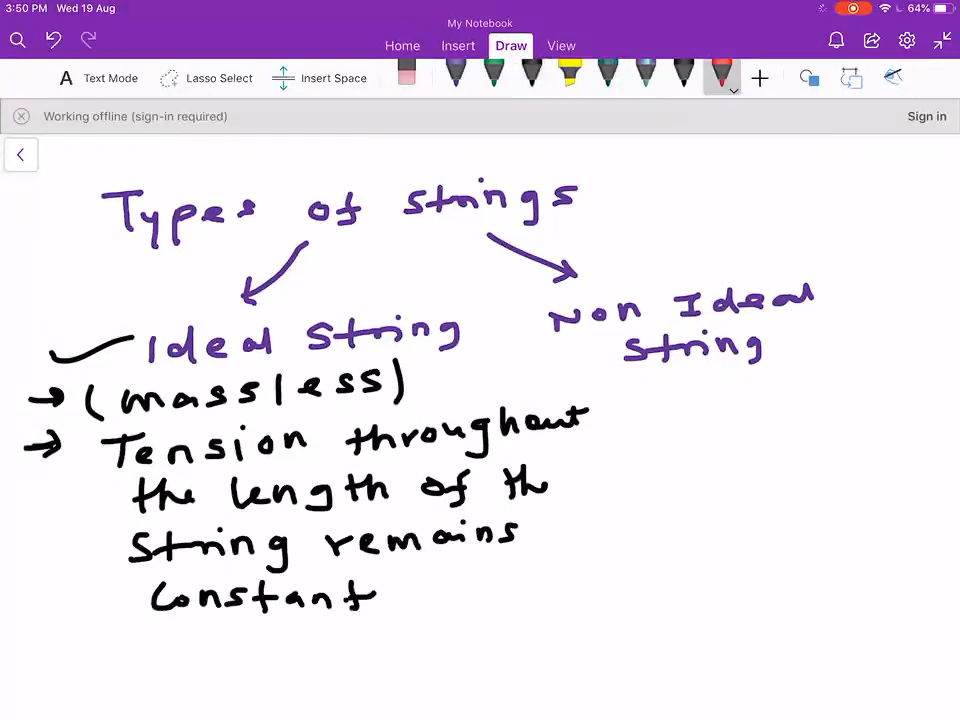 3:50 PM Wed 19 Aug
64%
My Notebook
Home Insert Draw View
A Text Mode Lasso Select Insert Space
Working offline (sign-in required) Sign in
Types of strings
Ideal String
Non Ideal
String
→ (massless)
→ Tension throughout
the length of the
String remains
constant